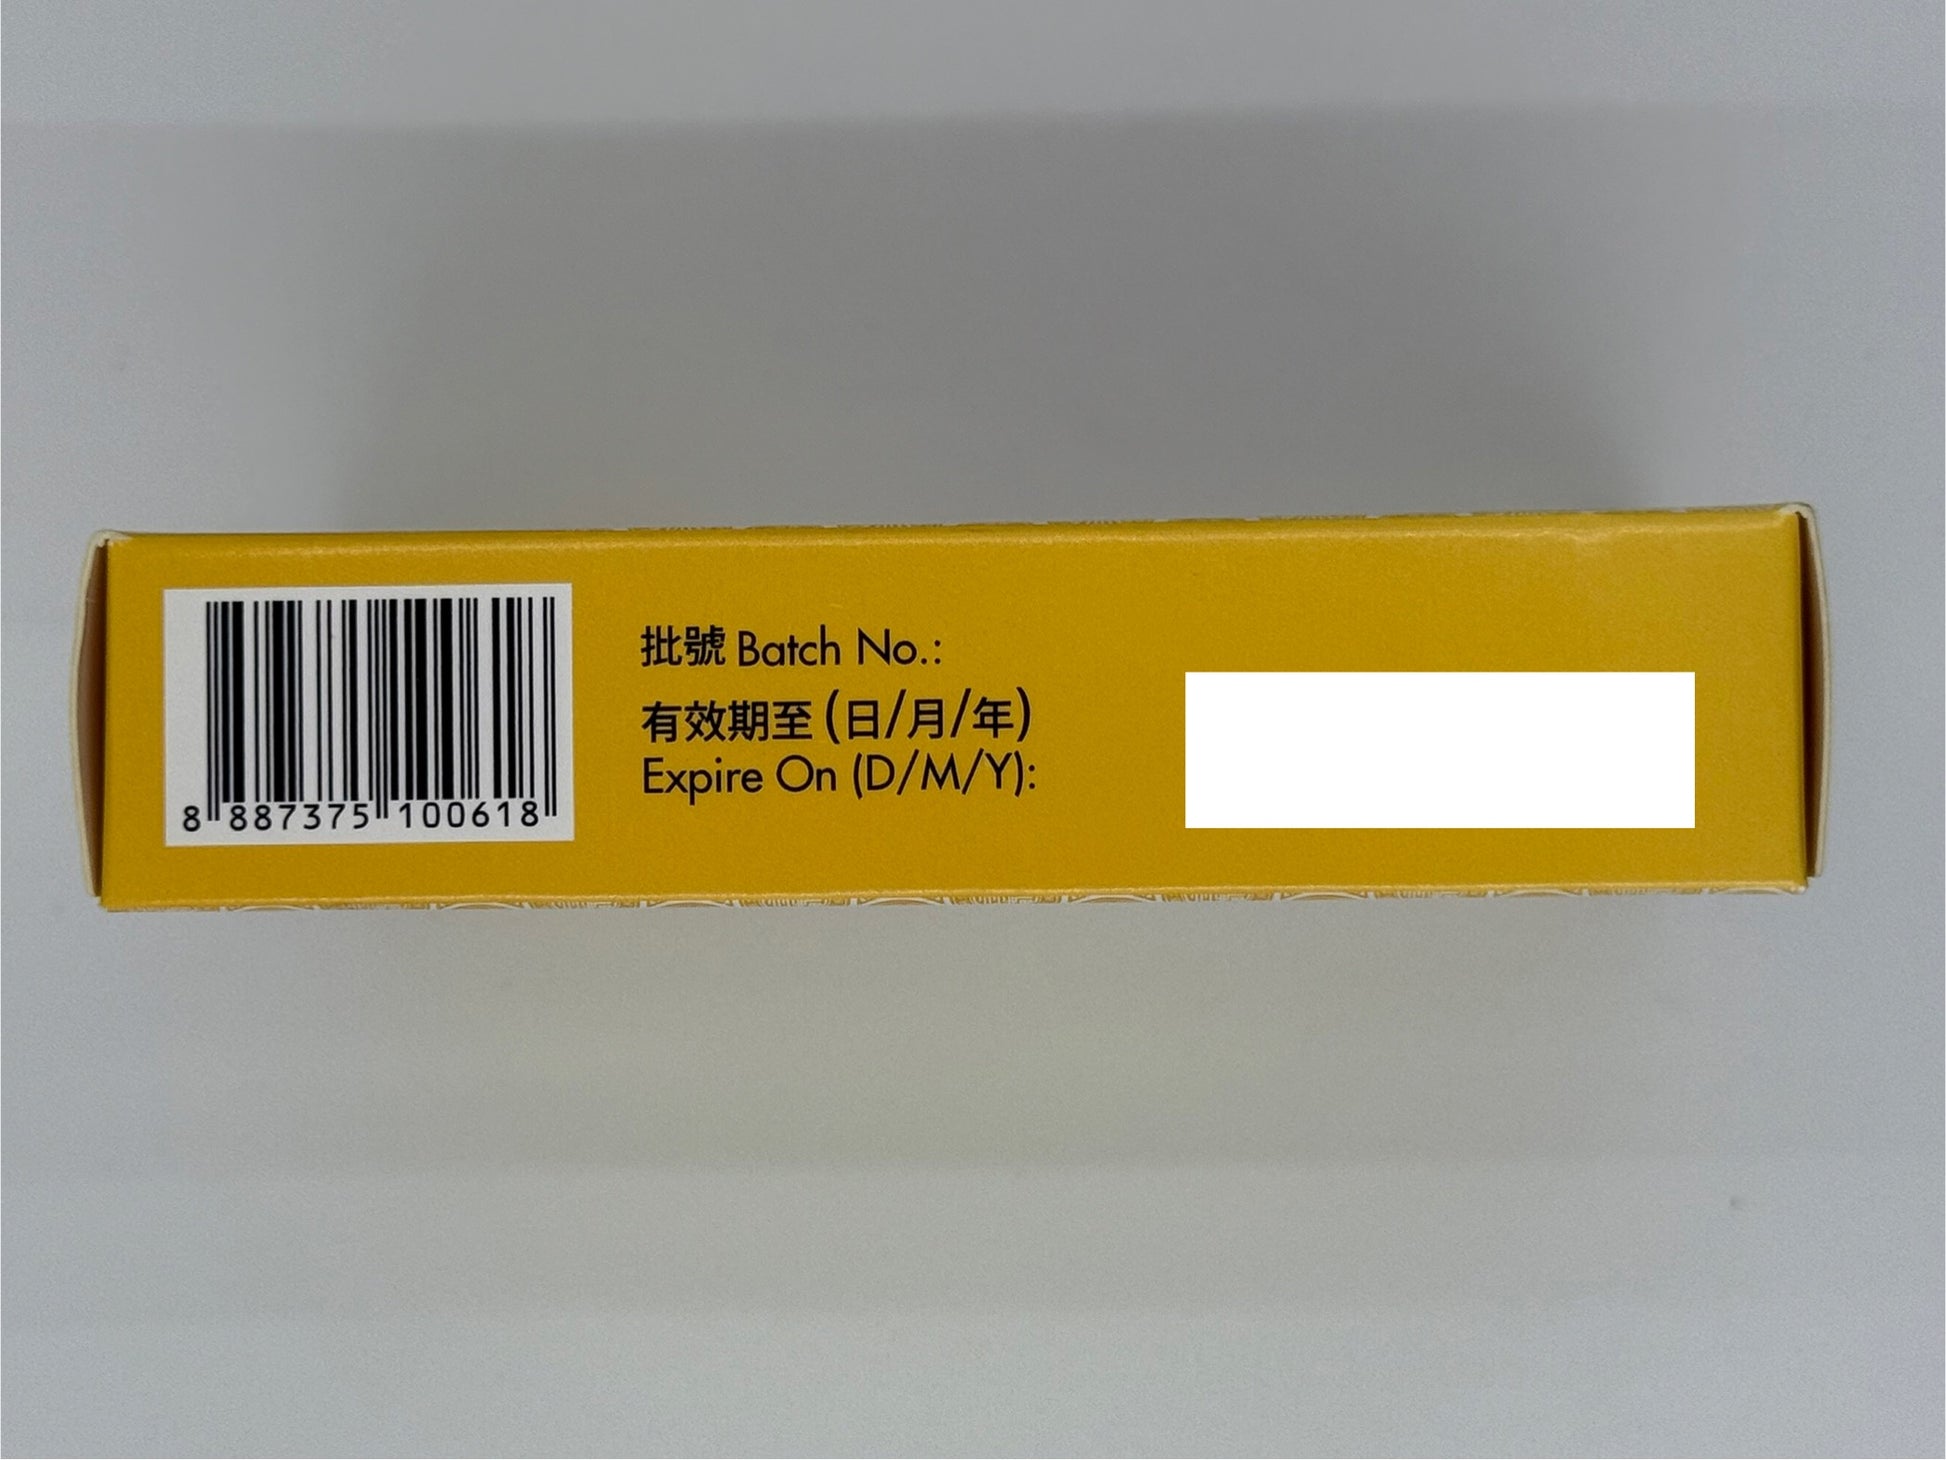 批號 Batch No.:
有效期至 (日/月/年)
Expire On (D/M/Y):
8 887375 100618